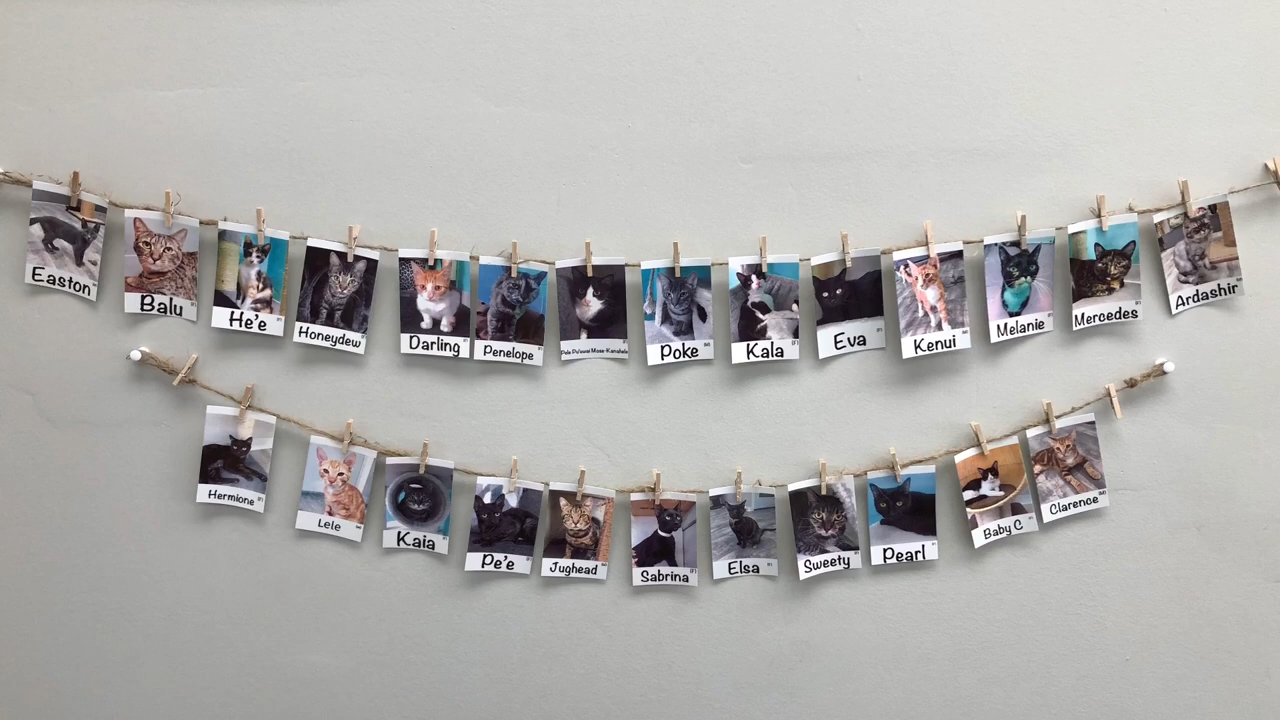 Easton
Balu
He'e
Honeydew
Darling
Penelope
Poke
Kala
Eva
Kenui
Melanie
Mercedes
Ardashir
Hermione
Lele
Kaia
Pe'e
Jughead
Sabrina
Elsa
Sweety
Pearl
Baby C
Clarence